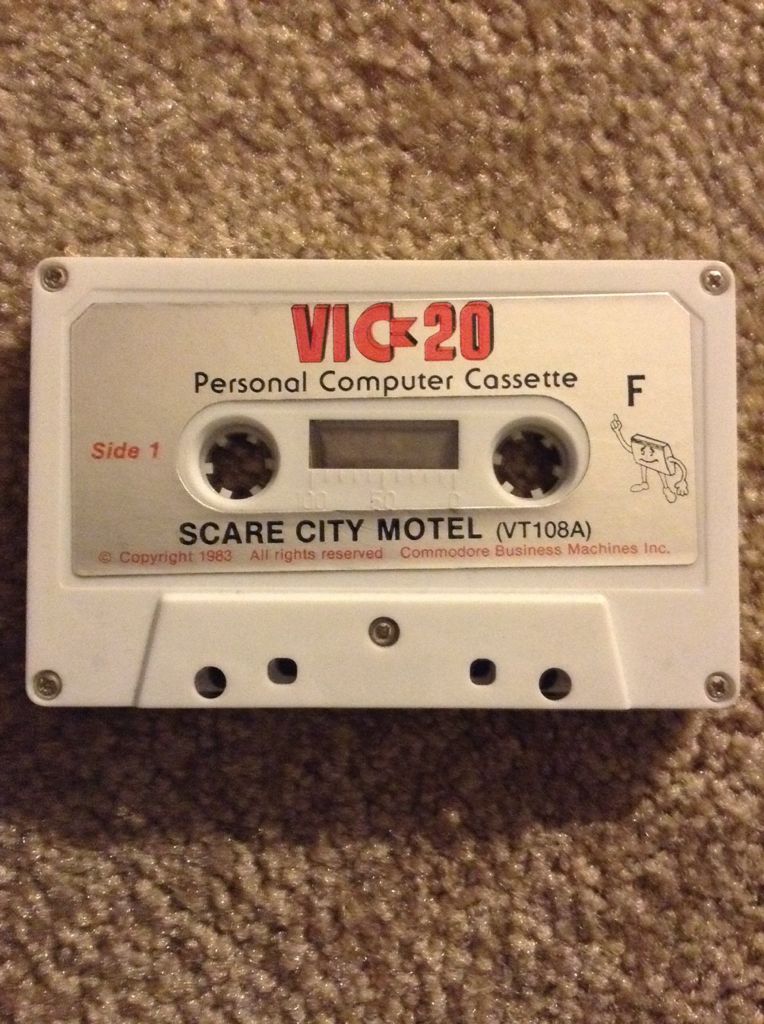 VIC-20
Personal Computer Cassette
F
Side 1
100 50 0
SCARE CITY MOTEL (VT108A)
© Copyright 1983 All rights reserved Commodore Business Machines Inc.